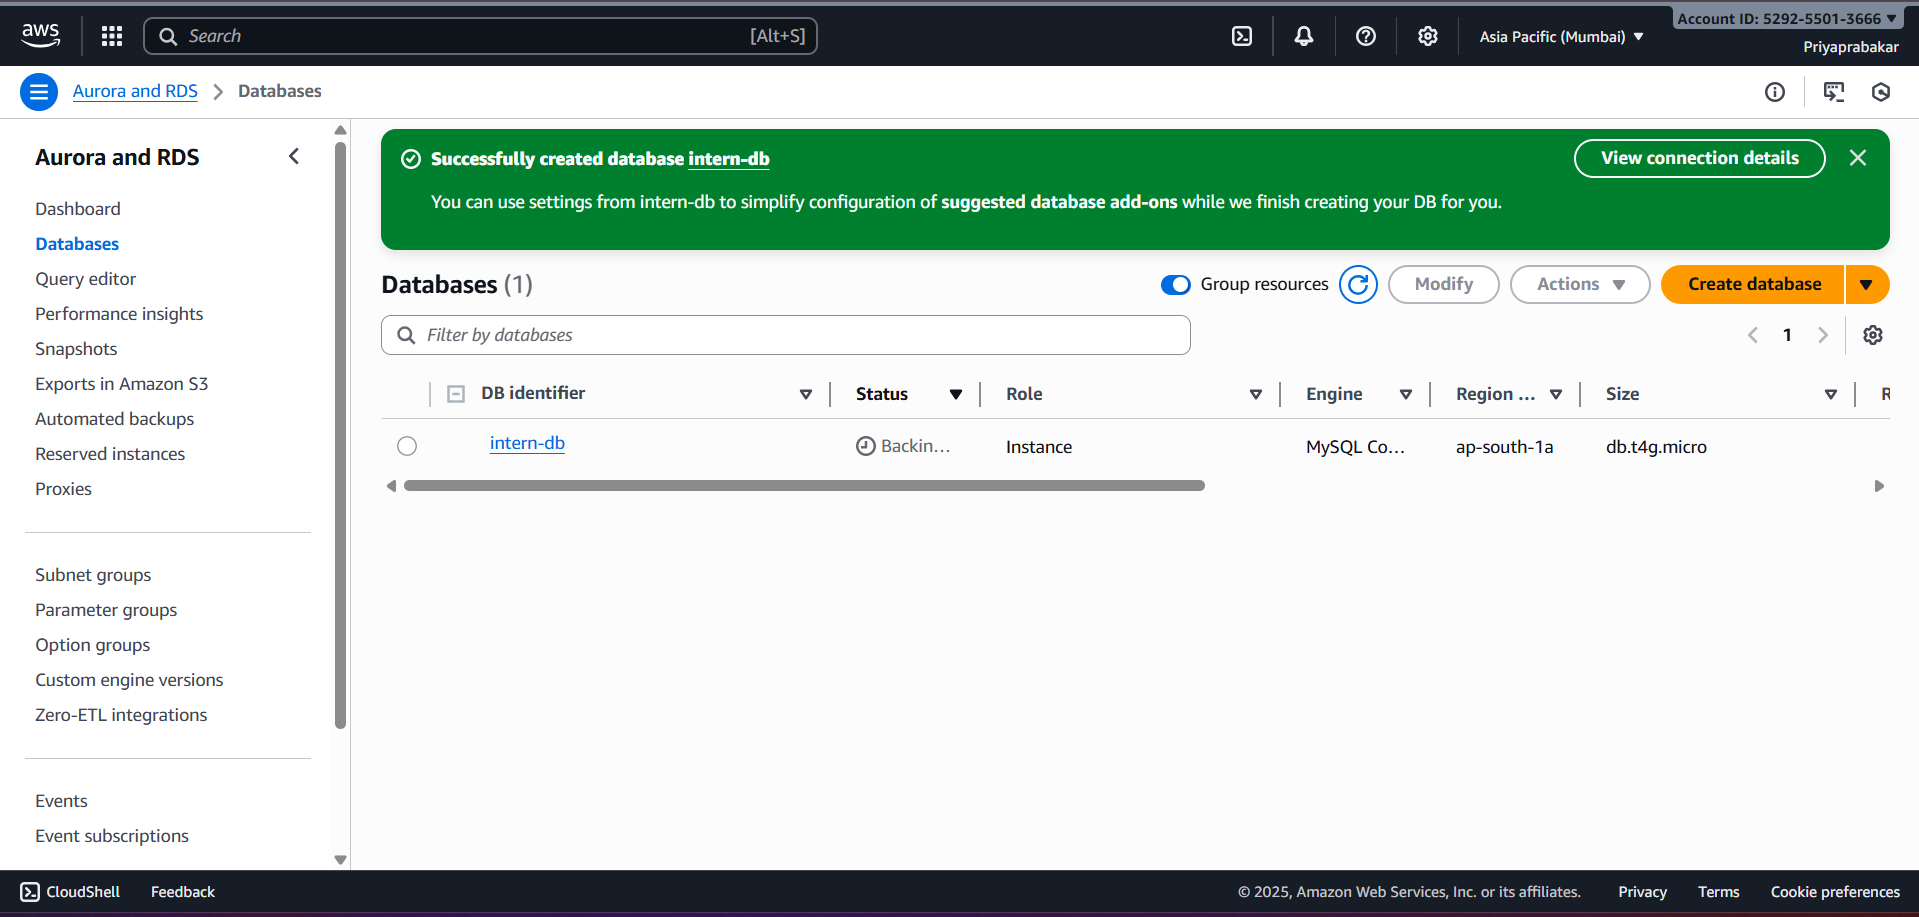 aws
Search [Alt+S]
Asia Pacific (Mumbai)
Account ID: 5292-5501-3666
Priyaprabakar
Aurora and RDS > Databases
Aurora and RDS
Dashboard
Databases
Query editor
Performance insights
Snapshots
Exports in Amazon S3
Automated backups
Reserved instances
Proxies
Subnet groups
Parameter groups
Option groups
Custom engine versions
Zero-ETL integrations
Events
Event subscriptions
Successfully created database intern-db
View connection details
You can use settings from intern-db to simplify configuration of suggested database add-ons while we finish creating your DB for you.
Databases (1)
Group resources
Modify
Actions
Create database
Filter by databases
1
DB identifier Status Role Engine Region ... Size R
intern-db Backin... Instance MySQL Co... ap-south-1a db.t4g.micro
CloudShell Feedback
© 2025, Amazon Web Services, Inc. or its affiliates. Privacy Terms Cookie preferences